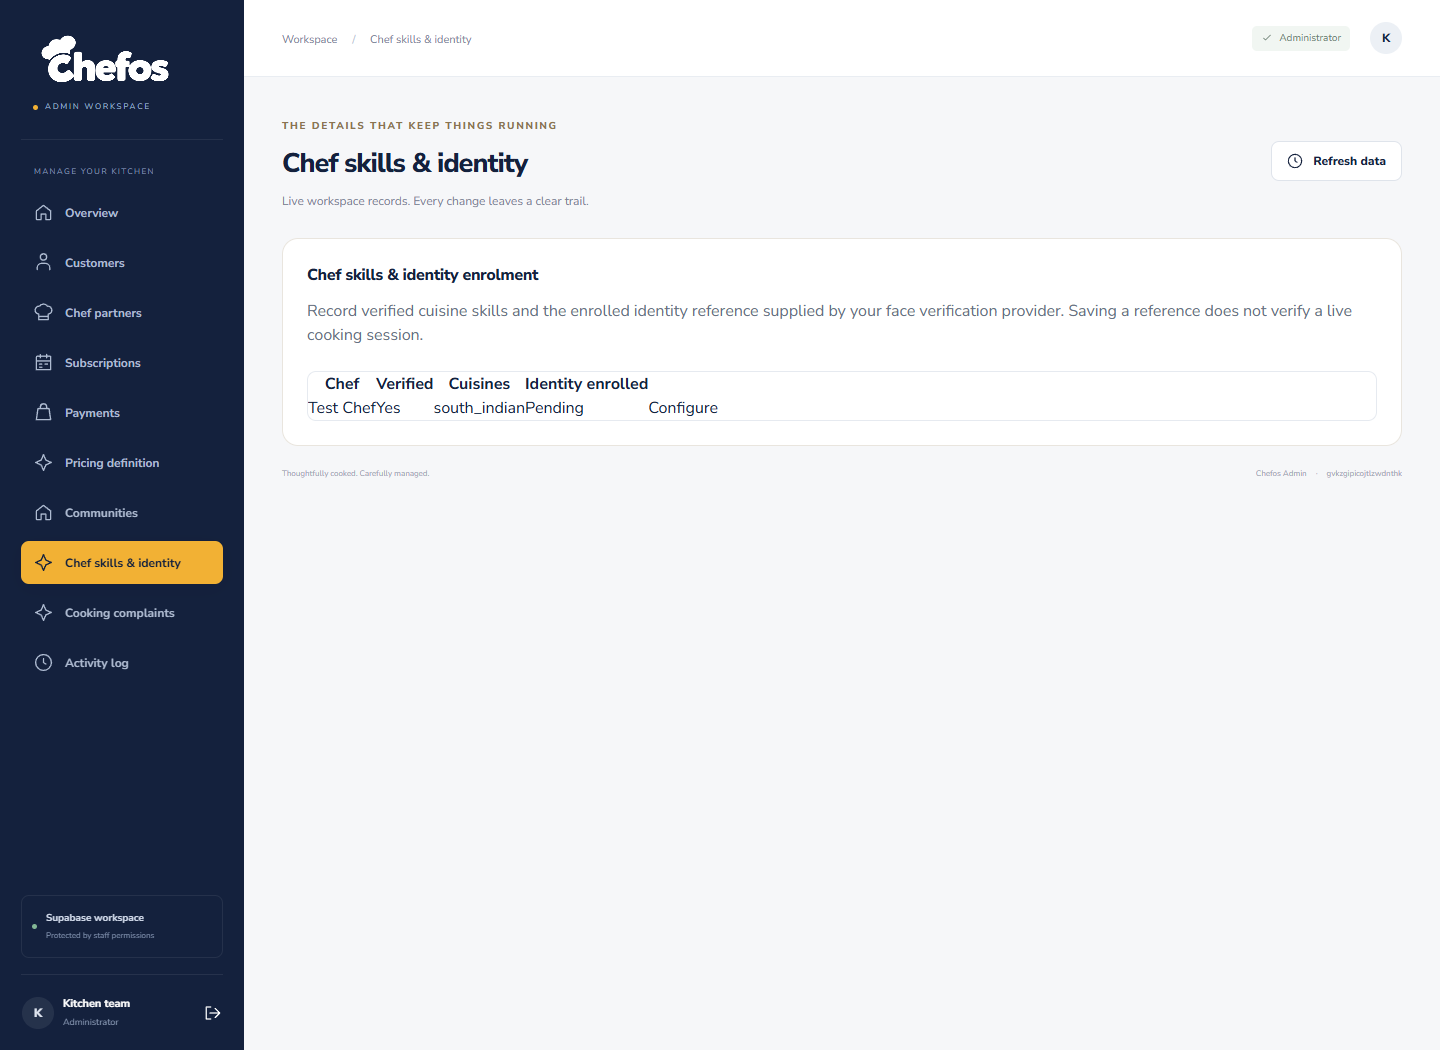 Chefos
ADMIN WORKSPACE
MANAGE YOUR KITCHEN
Overview
Customers
Chef partners
Subscriptions
Payments
Pricing definition
Communities
Chef skills & identity
Cooking complaints
Activity log
Supabase workspace
Protected by staff permissions
K
Kitchen team
Administrator
Workspace / Chef skills & identity
Administrator
K
THE DETAILS THAT KEEP THINGS RUNNING
Chef skills & identity
Refresh data
Live workspace records. Every change leaves a clear trail.
Chef skills & identity enrolment
Record verified cuisine skills and the enrolled identity reference supplied by your face verification provider. Saving a reference does not verify a live
cooking session.
Chef Verified Cuisines Identity enrolled
Test ChefYes south_indianPending Configure
Thoughtfully cooked. Carefully managed.
Chefos Admin · gvkzgipicojtlzwdnthk